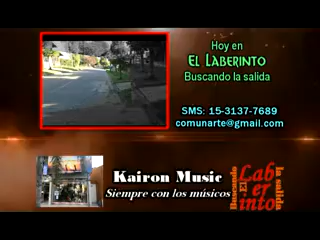 Hoy en
El Laberinto
Buscando la salida
SMS: 15-3137-7689
comunarte@gmail.com
Kairon Music
Siempre con los músicos
Buscando
El
Lab
er
into
la salida